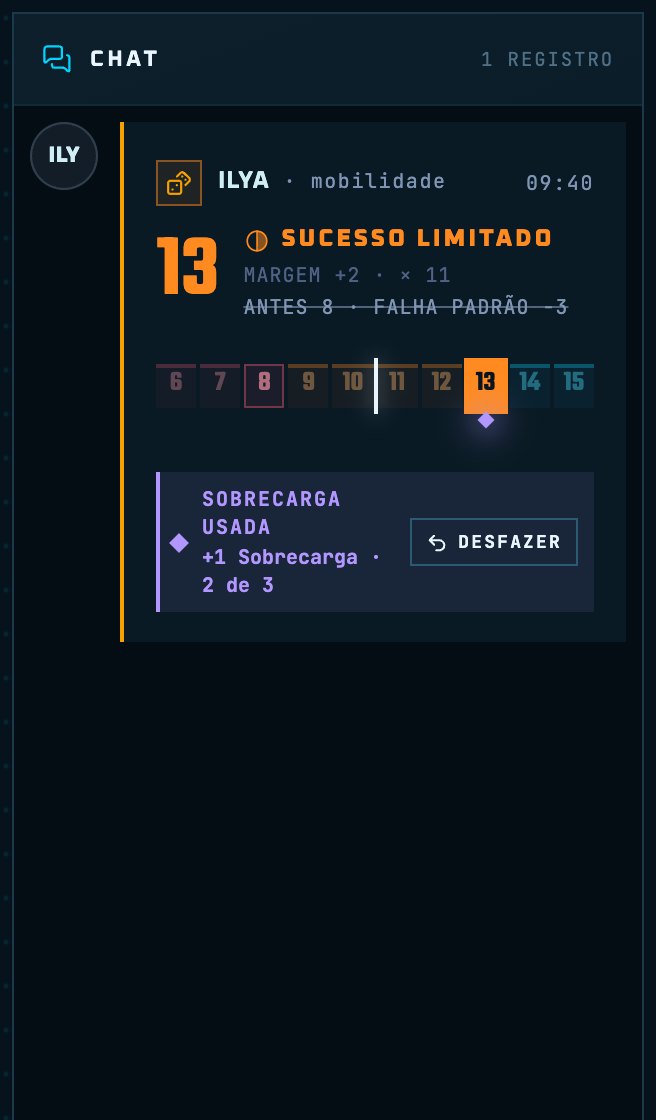 CHAT
1 REGISTRO
ILY
ILYA · mobilidade
09:40
13
SUCESSO LIMITADO
MARGEM +2 · × 11
ANTES 8 · FALHA PADRÃO -3
6 7 8 9 10 11 12 13 14 15
SOBRECARGA
USADA
+1 Sobrecarga ·
2 de 3
DESFAZER